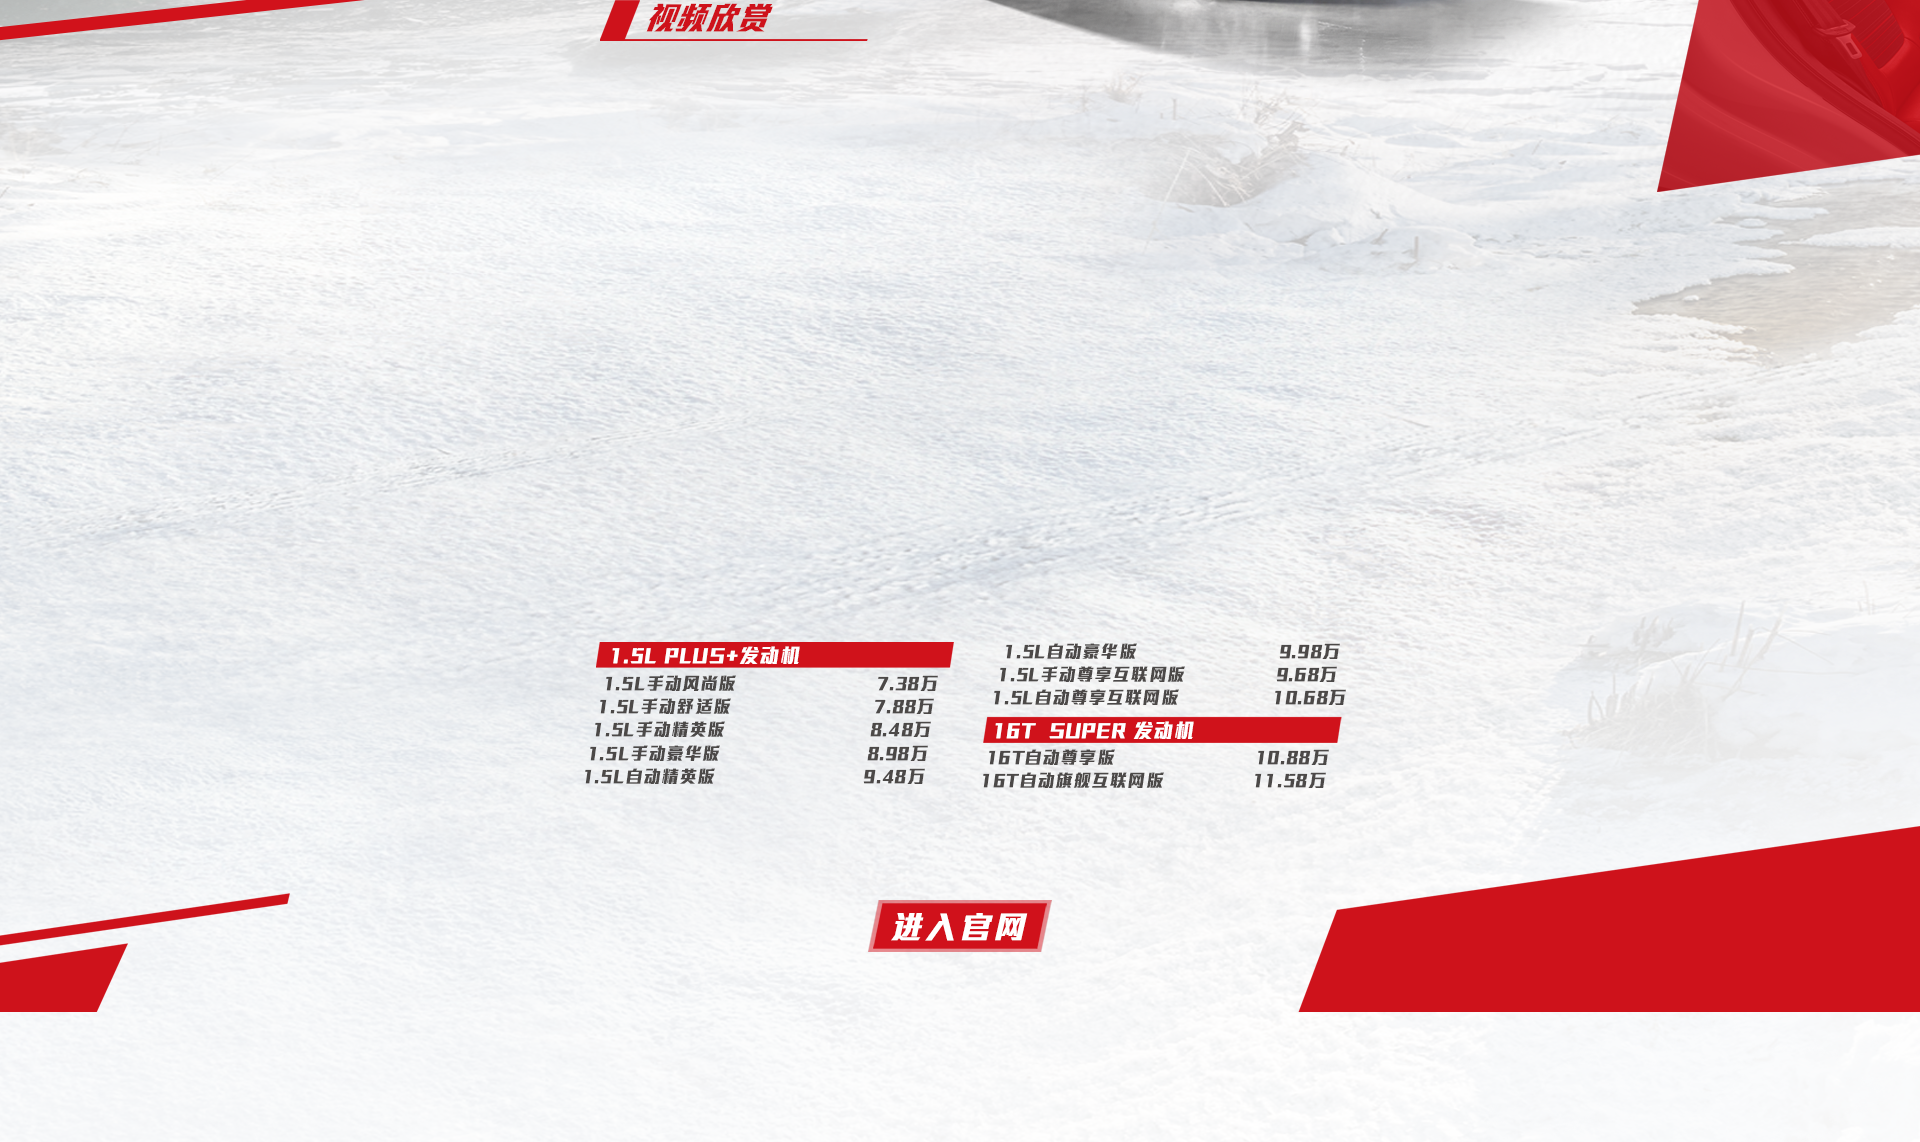 视频欣赏
1.5L PLUS+发动机
1.5L手动风尚版 7.38万
1.5L手动舒适版 7.88万
1.5L手动精英版 8.48万
1.5L手动豪华版 8.98万
1.5L自动精英版 9.48万
1.5L自动豪华版 9.98万
1.5L手动尊享互联网版 9.68万
1.5L自动尊享互联网版 10.68万
16T SUPER 发动机
16T自动尊享版 10.88万
16T自动旗舰互联网版 11.58万
进入官网